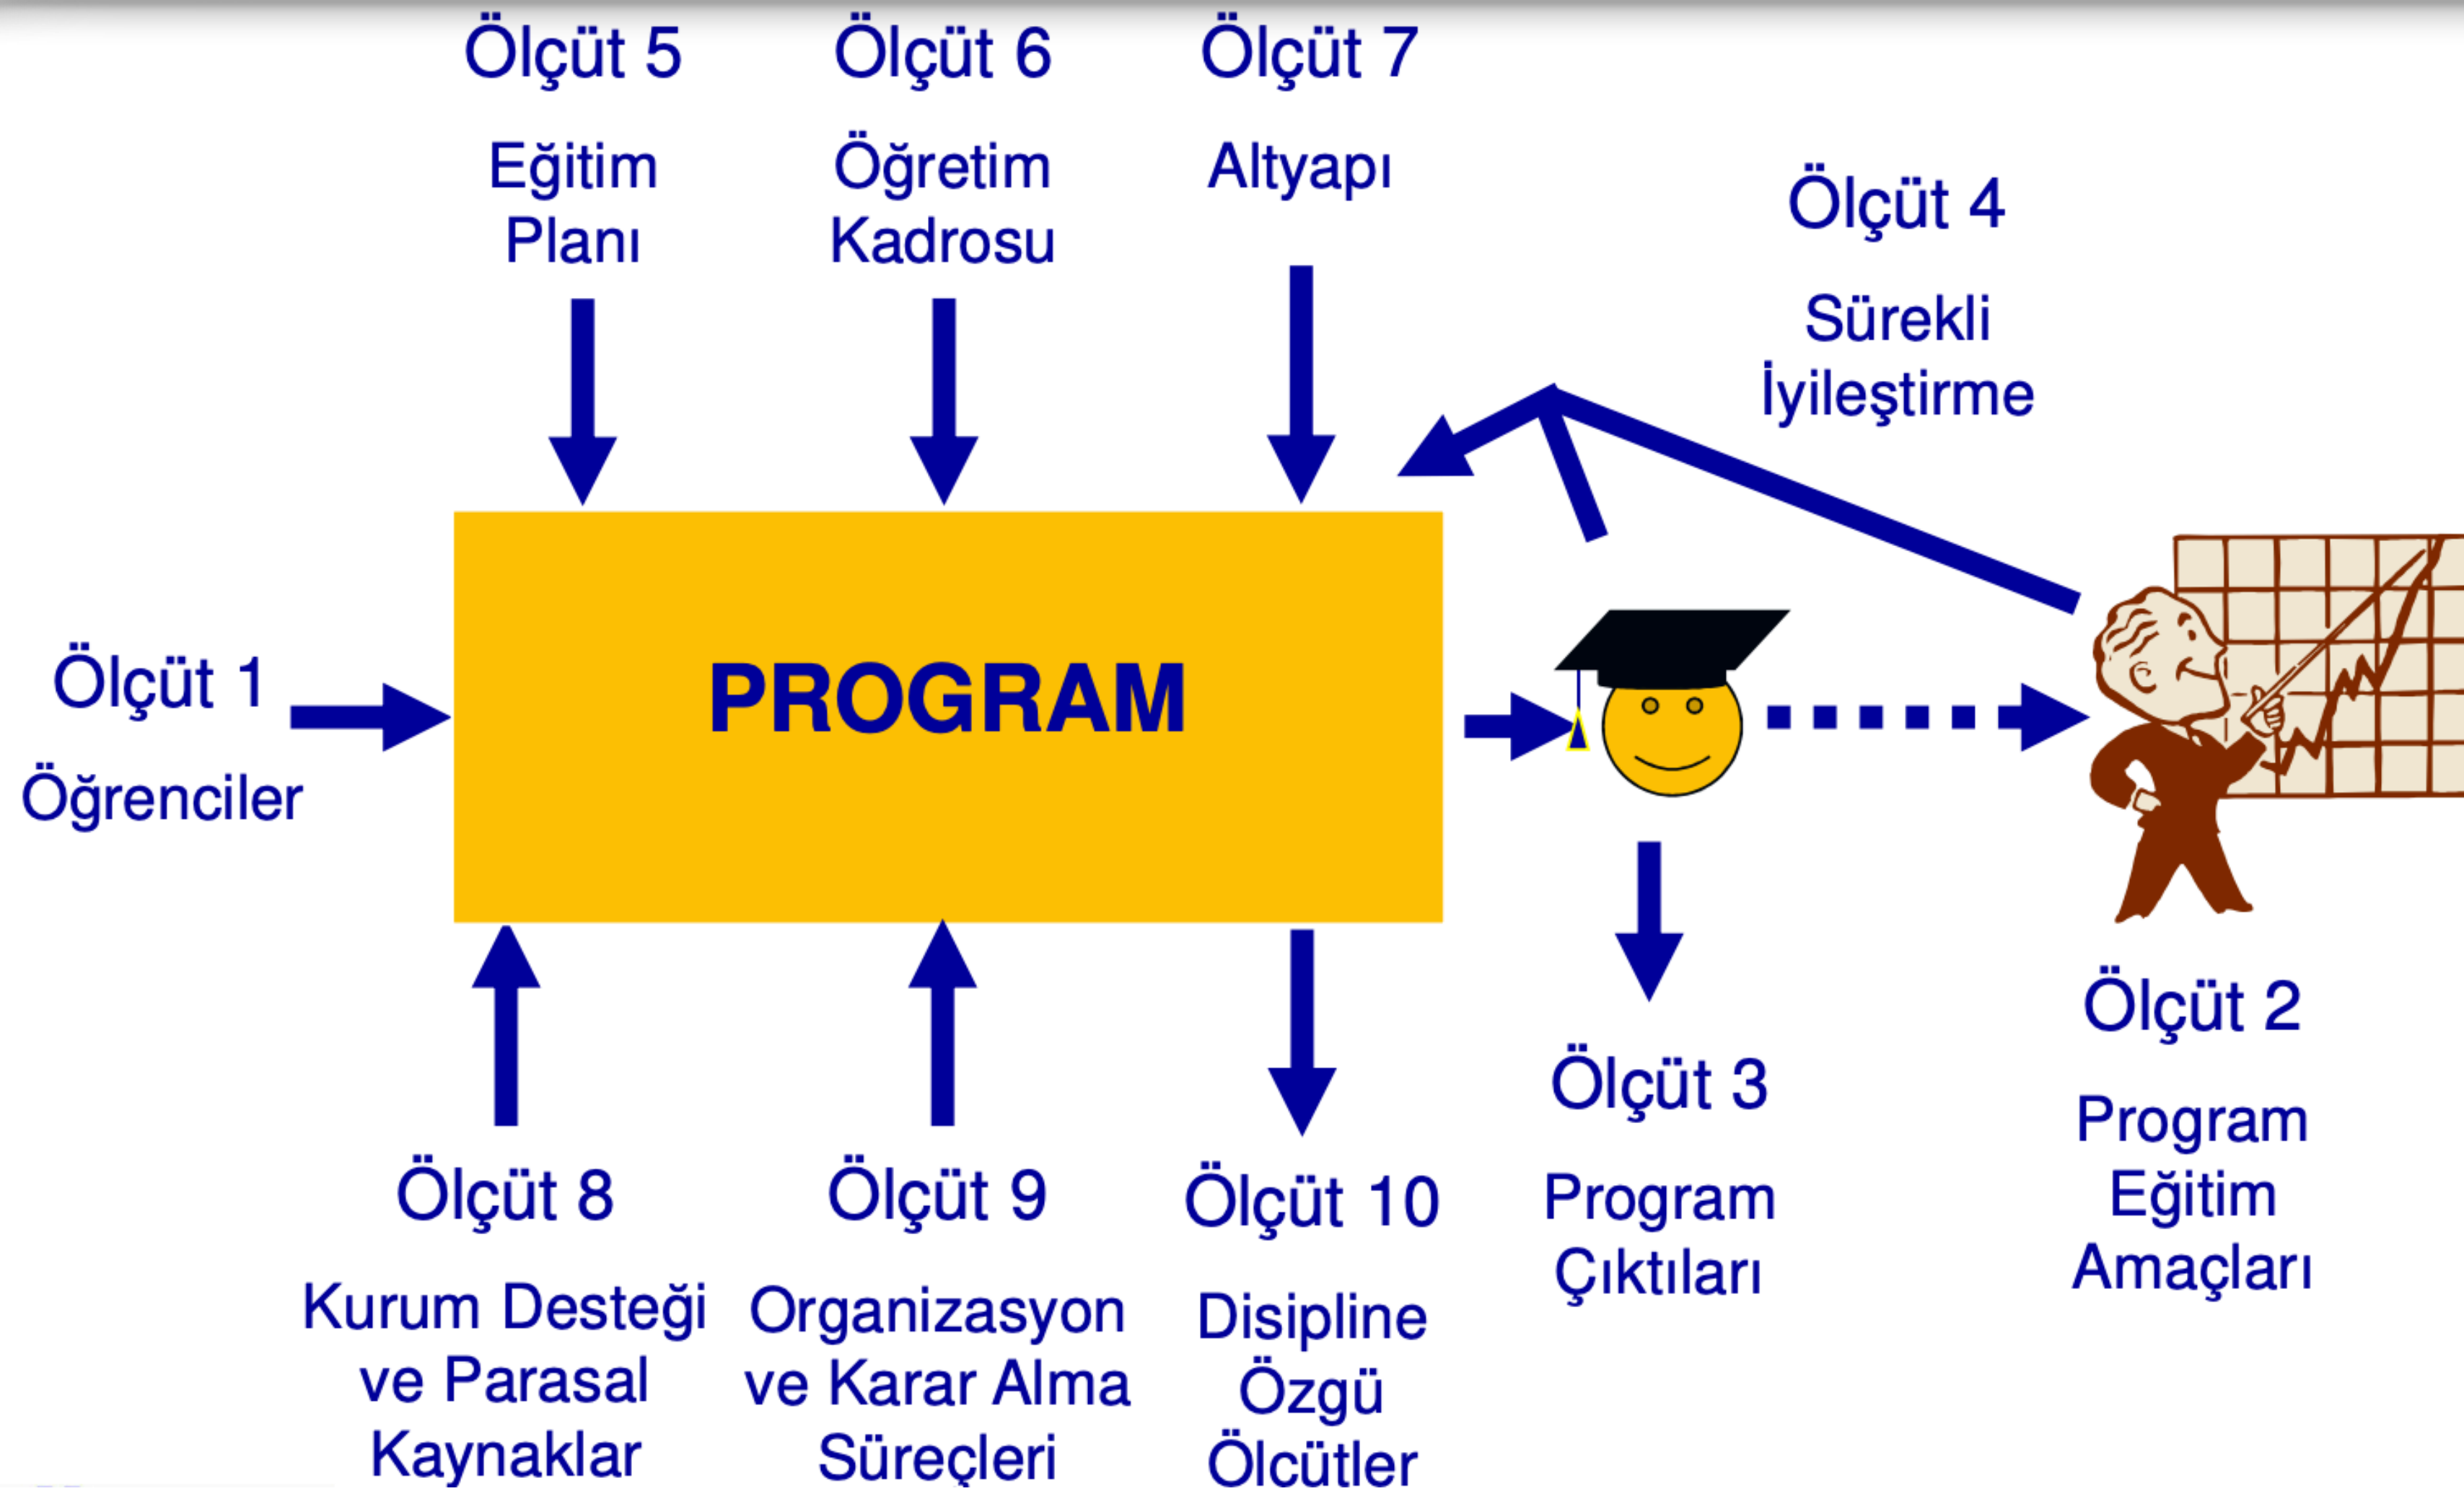 Ölçüt 5
Eğitim
Planı
Ölçüt 6
Öğretim
Kadrosu
Ölçüt 7
Altyapı
Ölçüt 4
Sürekli
İyileştirme
Ölçüt 1
Öğrenciler
PROGRAM
Ölçüt 8
Kurum Desteği
ve Parasal
Kaynaklar
Ölçüt 9
Organizasyon
ve Karar Alma
Süreçleri
Ölçüt 10
Disipline
Özgü
Ölçütler
Ölçüt 3
Program
Çıktıları
Ölçüt 2
Program
Eğitim
Amaçları